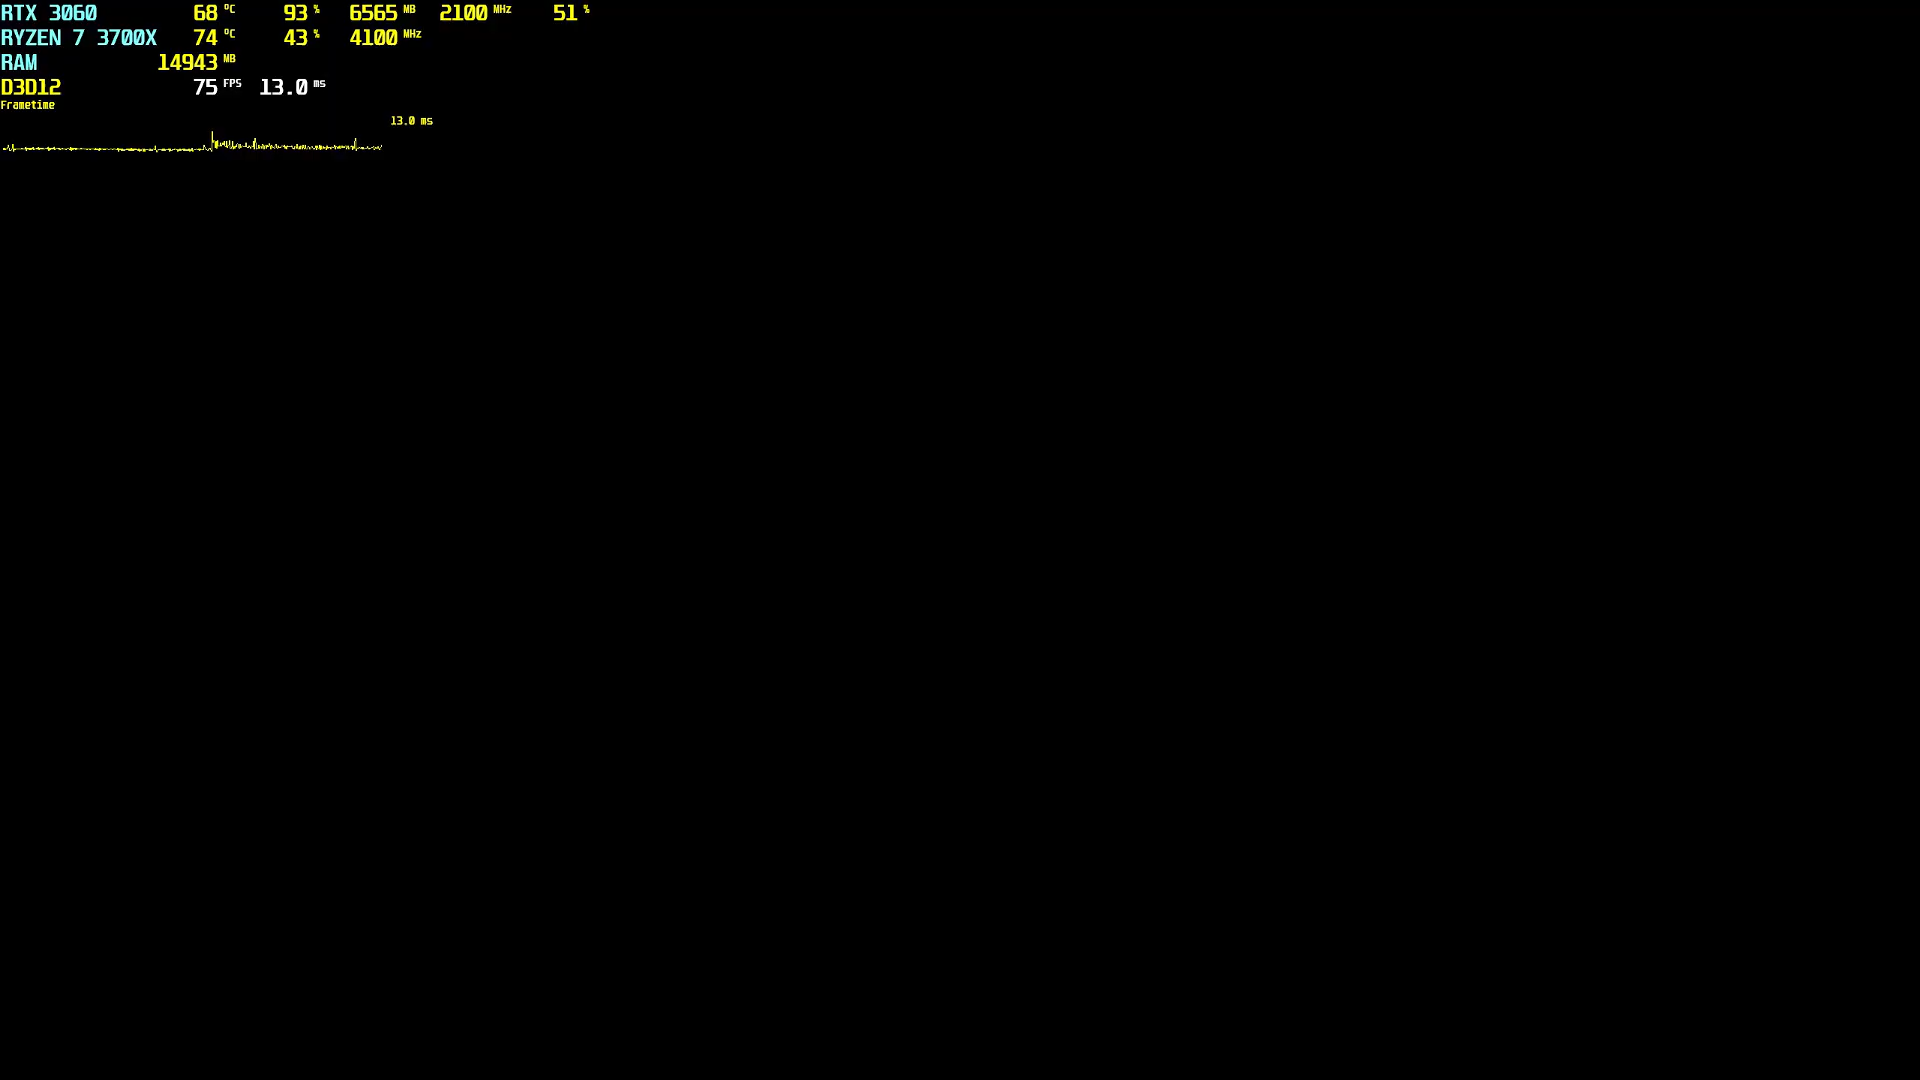 RTX 3060 68 °C 93 % 6565 MB 2100 MHz 51 %
RYZEN 7 3700X 74 °C 43 % 4100 MHz
RAM 14943 MB
D3D12 75 FPS 13.0 ms
Frametime
13.0 ms